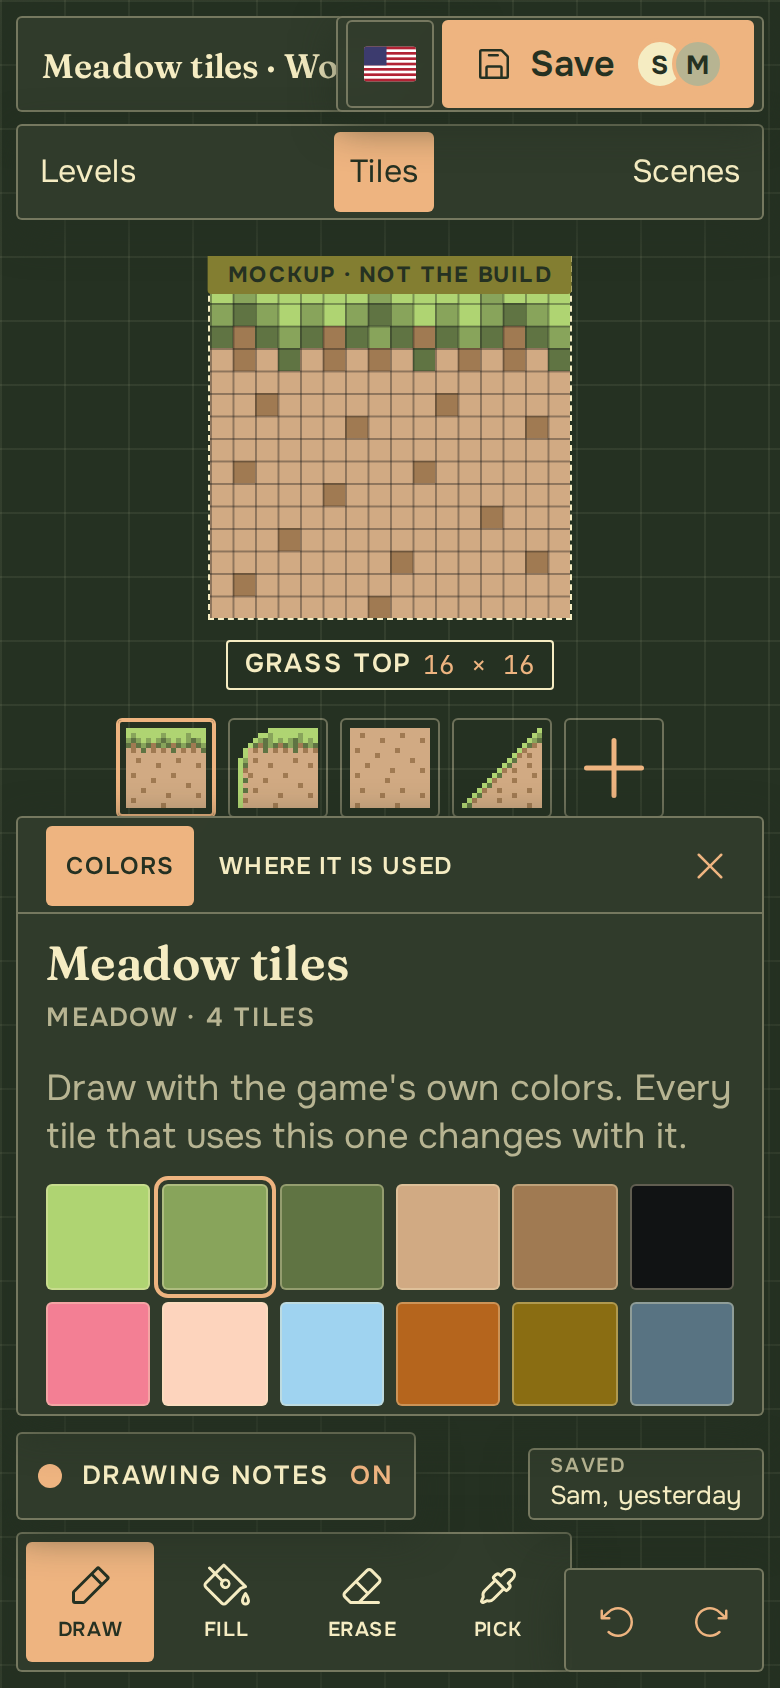 Meadow tiles · Wo
Save S M
Levels Tiles Scenes
MOCKUP · NOT THE BUILD
GRASS TOP 16 × 16
COLORS WHERE IT IS USED
Meadow tiles
MEADOW · 4 TILES
Draw with the game's own colors. Every
tile that uses this one changes with it.
DRAWING NOTES ON
SAVED
Sam, yesterday
DRAW FILL ERASE PICK